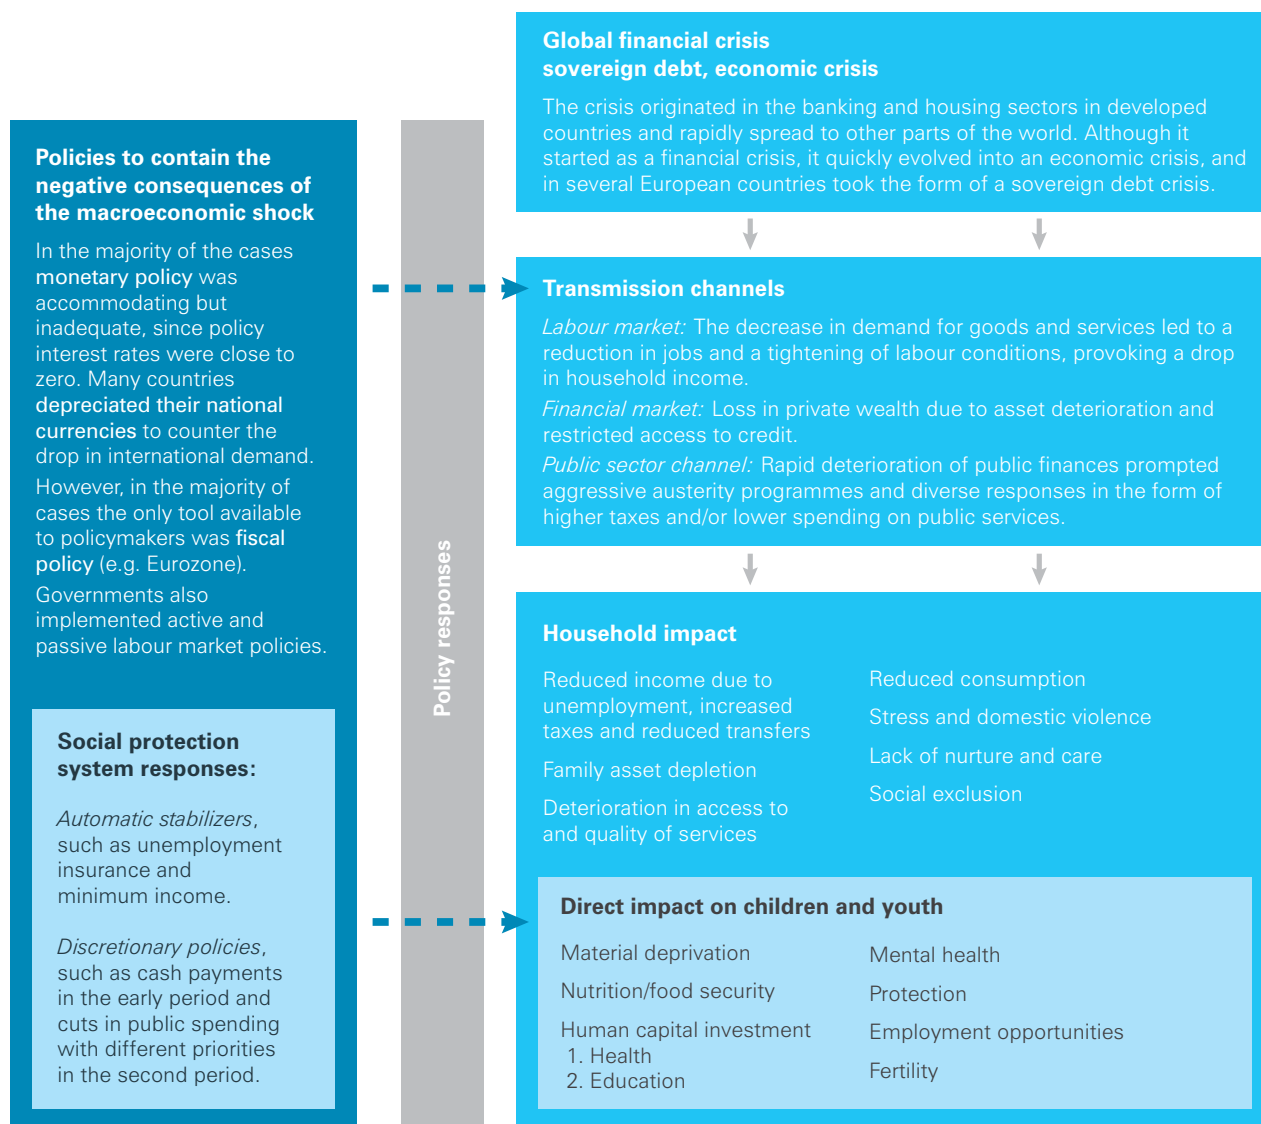 Global financial crisis
sovereign debt, economic crisis
The crisis originated in the banking and housing sectors in developed
countries and rapidly spread to other parts of the world. Although it
started as a financial crisis, it quickly evolved into an economic crisis, and
in several European countries took the form of a sovereign debt crisis.
Policies to contain the
negative consequences of
the macroeconomic shock
In the majority of the cases
monetary policy was
accommodating but
inadequate, since policy
interest rates were close to
zero. Many countries
depreciated their national
currencies to counter the
drop in international demand.
However, in the majority of
cases the only tool available
to policymakers was fiscal
policy (e.g. Eurozone).
Governments also
implemented active and
passive labour market policies.
Social protection
system responses:
Automatic stabilizers,
such as unemployment
insurance and
minimum income.
Discretionary policies,
such as cash payments
in the early period and
cuts in public spending
with different priorities
in the second period.
Policy responses
Transmission channels
Labour market: The decrease in demand for goods and services led to a
reduction in jobs and a tightening of labour conditions, provoking a drop
in household income.
Financial market: Loss in private wealth due to asset deterioration and
restricted access to credit.
Public sector channel: Rapid deterioration of public finances prompted
aggressive austerity programmes and diverse responses in the form of
higher taxes and/or lower spending on public services.
Household impact
Reduced income due to
unemployment, increased
taxes and reduced transfers
Family asset depletion
Deterioration in access to
and quality of services
Reduced consumption
Stress and domestic violence
Lack of nurture and care
Social exclusion
Direct impact on children and youth
Material deprivation
Nutrition/food security
Human capital investment
1. Health
2. Education
Mental health
Protection
Employment opportunities
Fertility